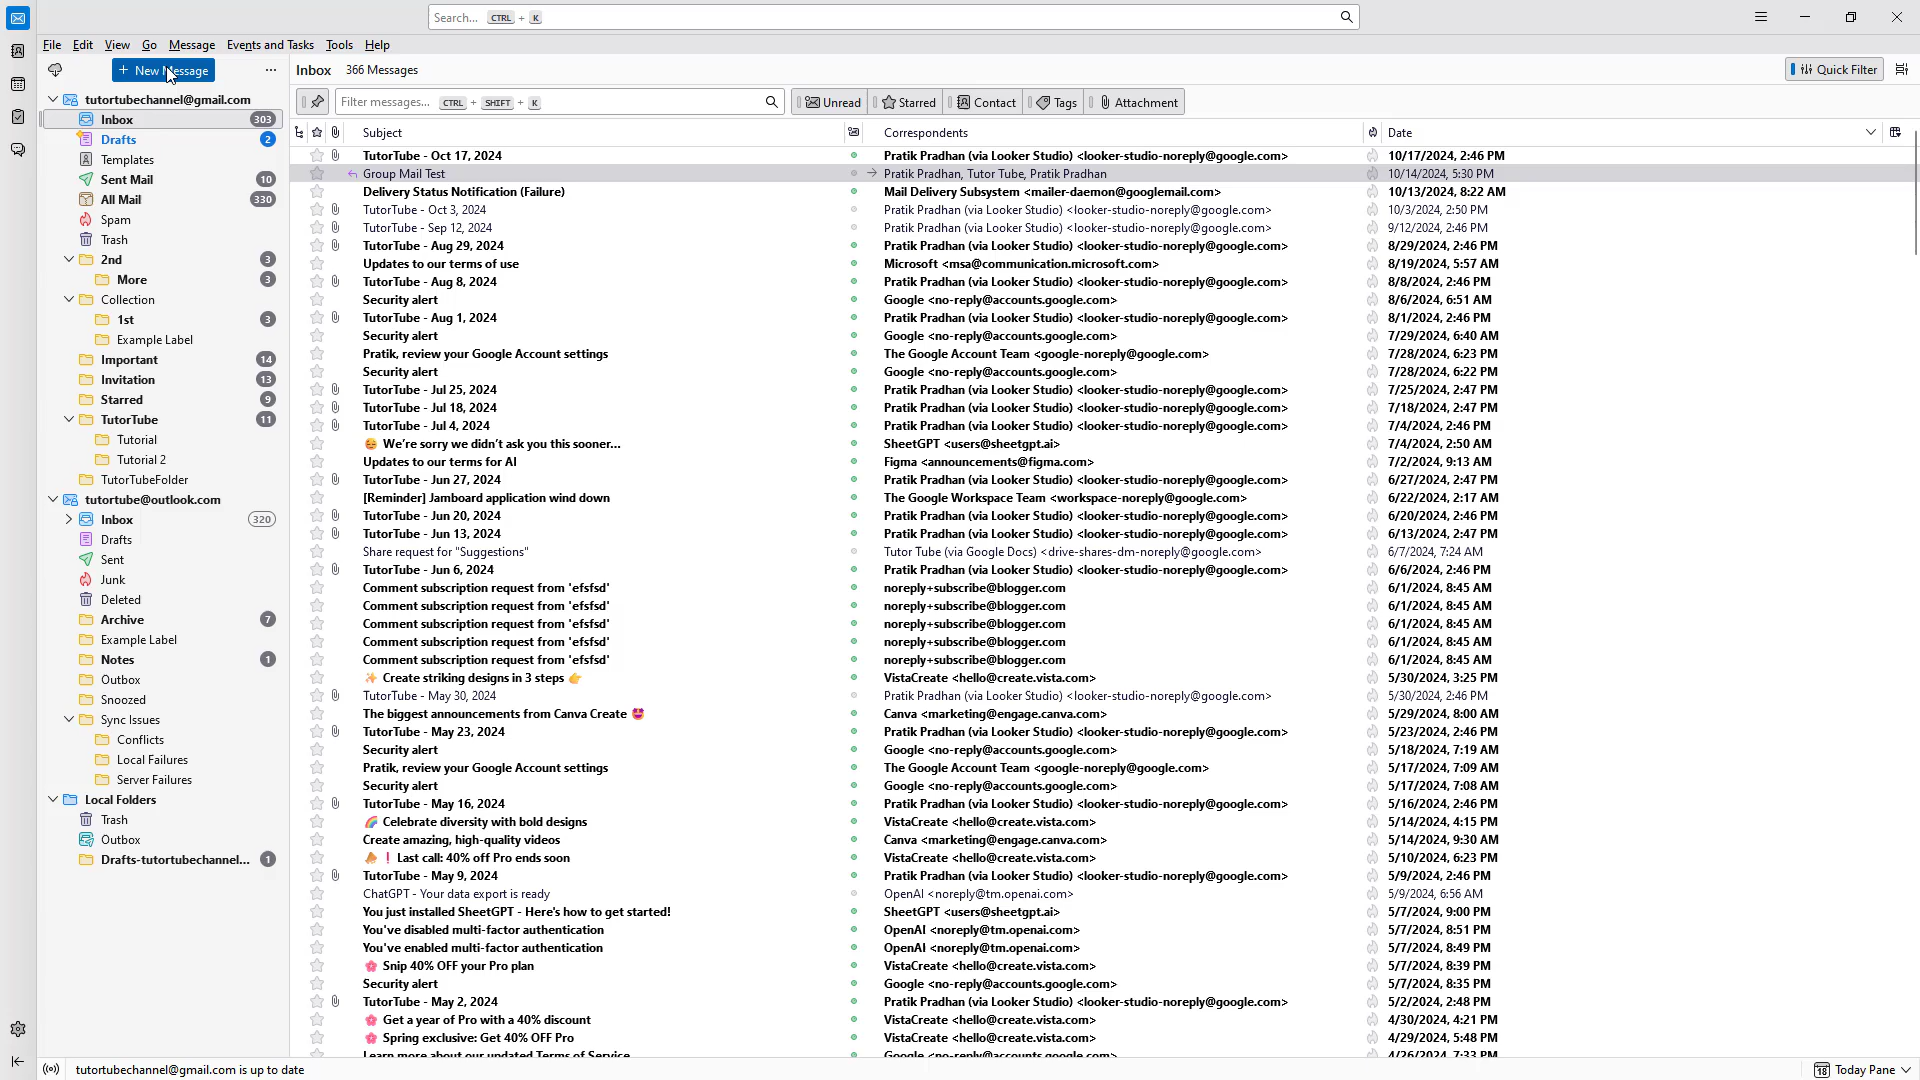 Search... CTRL + K
File Edit View Go Message Events and Tasks Tools Help
+ New Message
Inbox 366 Messages
Quick Filter
Filter messages... CTRL + SHIFT + K
Unread Starred Contact Tags Attachment
tutortubechannel@gmail.com
Inbox 303
Drafts 2
Templates
Sent Mail 10
All Mail 330
Spam
Trash
2nd 3
More 3
Collection
1st 3
Example Label
Important 14
Invitation 13
Starred 9
TutorTube 11
Tutorial
Tutorial 2
TutorTubeFolder
tutortube@outlook.com
Inbox 320
Drafts
Sent
Junk
Deleted
Archive 7
Example Label
Notes 1
Outbox
Snoozed
Sync Issues
Conflicts
Local Failures
Server Failures
Local Folders
Trash
Outbox
Drafts-tutortubechannel... 1
Subject Correspondents Date
TutorTube - Oct 17, 2024 Pratik Pradhan (via Looker Studio) <looker-studio-noreply@google.com> 10/17/2024, 2:46 PM
Group Mail Test Pratik Pradhan, Tutor Tube, Pratik Pradhan 10/14/2024, 5:30 PM
Delivery Status Notification (Failure) Mail Delivery Subsystem <mailer-daemon@googlemail.com> 10/13/2024, 8:22 AM
TutorTube - Oct 3, 2024 Pratik Pradhan (via Looker Studio) <looker-studio-noreply@google.com> 10/3/2024, 2:50 PM
TutorTube - Sep 12, 2024 Pratik Pradhan (via Looker Studio) <looker-studio-noreply@google.com> 9/12/2024, 2:46 PM
TutorTube - Aug 29, 2024 Pratik Pradhan (via Looker Studio) <looker-studio-noreply@google.com> 8/29/2024, 2:46 PM
Updates to our terms of use Microsoft <msa@communication.microsoft.com> 8/19/2024, 5:57 AM
TutorTube - Aug 8, 2024 Pratik Pradhan (via Looker Studio) <looker-studio-noreply@google.com> 8/8/2024, 2:46 PM
Security alert Google <no-reply@accounts.google.com> 8/6/2024, 6:51 AM
TutorTube - Aug 1, 2024 Pratik Pradhan (via Looker Studio) <looker-studio-noreply@google.com> 8/1/2024, 2:46 PM
Security alert Google <no-reply@accounts.google.com> 7/29/2024, 6:40 AM
Pratik, review your Google Account settings The Google Account Team <google-noreply@google.com> 7/28/2024, 6:23 PM
Security alert Google <no-reply@accounts.google.com> 7/28/2024, 6:22 PM
TutorTube - Jul 25, 2024 Pratik Pradhan (via Looker Studio) <looker-studio-noreply@google.com> 7/25/2024, 2:47 PM
TutorTube - Jul 18, 2024 Pratik Pradhan (via Looker Studio) <looker-studio-noreply@google.com> 7/18/2024, 2:47 PM
TutorTube - Jul 4, 2024 Pratik Pradhan (via Looker Studio) <looker-studio-noreply@google.com> 7/4/2024, 2:46 PM
We're sorry we didn't ask you this sooner... SheetGPT <users@sheetgpt.ai> 7/4/2024, 2:50 AM
Updates to our terms for AI Figma <announcements@figma.com> 7/2/2024, 9:13 AM
TutorTube - Jun 27, 2024 Pratik Pradhan (via Looker Studio) <looker-studio-noreply@google.com> 6/27/2024, 2:47 PM
[Reminder] Jamboard application wind down The Google Workspace Team <workspace-noreply@google.com> 6/22/2024, 2:17 AM
TutorTube - Jun 20, 2024 Pratik Pradhan (via Looker Studio) <looker-studio-noreply@google.com> 6/20/2024, 2:46 PM
TutorTube - Jun 13, 2024 Pratik Pradhan (via Looker Studio) <looker-studio-noreply@google.com> 6/13/2024, 2:47 PM
Share request for "Suggestions" Tutor Tube (via Google Docs) <drive-shares-dm-noreply@google.com> 6/7/2024, 7:24 AM
TutorTube - Jun 6, 2024 Pratik Pradhan (via Looker Studio) <looker-studio-noreply@google.com> 6/6/2024, 2:46 PM
Comment subscription request from 'efsfsd' noreply+subscribe@blogger.com 6/1/2024, 8:45 AM
Comment subscription request from 'efsfsd' noreply+subscribe@blogger.com 6/1/2024, 8:45 AM
Comment subscription request from 'efsfsd' noreply+subscribe@blogger.com 6/1/2024, 8:45 AM
Comment subscription request from 'efsfsd' noreply+subscribe@blogger.com 6/1/2024, 8:45 AM
Comment subscription request from 'efsfsd' noreply+subscribe@blogger.com 6/1/2024, 8:45 AM
Create striking designs in 3 steps VistaCreate <hello@create.vista.com> 5/30/2024, 3:25 PM
TutorTube - May 30, 2024 Pratik Pradhan (via Looker Studio) <looker-studio-noreply@google.com> 5/30/2024, 2:46 PM
The biggest announcements from Canva Create Canva <marketing@engage.canva.com> 5/29/2024, 8:00 AM
TutorTube - May 23, 2024 Pratik Pradhan (via Looker Studio) <looker-studio-noreply@google.com> 5/23/2024, 2:46 PM
Security alert Google <no-reply@accounts.google.com> 5/18/2024, 7:19 AM
Pratik, review your Google Account settings The Google Account Team <google-noreply@google.com> 5/17/2024, 7:09 AM
Security alert Google <no-reply@accounts.google.com> 5/17/2024, 7:08 AM
TutorTube - May 16, 2024 Pratik Pradhan (via Looker Studio) <looker-studio-noreply@google.com> 5/16/2024, 2:46 PM
Celebrate diversity with bold designs VistaCreate <hello@create.vista.com> 5/14/2024, 4:15 PM
Create amazing, high-quality videos Canva <marketing@engage.canva.com> 5/14/2024, 9:30 AM
Last call: 40% off Pro ends soon VistaCreate <hello@create.vista.com> 5/10/2024, 6:23 PM
TutorTube - May 9, 2024 Pratik Pradhan (via Looker Studio) <looker-studio-noreply@google.com> 5/9/2024, 2:46 PM
ChatGPT - Your data export is ready OpenAI <noreply@tm.openai.com> 5/9/2024, 6:56 AM
You just installed SheetGPT - Here's how to get started! SheetGPT <users@sheetgpt.ai> 5/7/2024, 9:00 PM
You've disabled multi-factor authentication OpenAI <noreply@tm.openai.com> 5/7/2024, 8:51 PM
You've enabled multi-factor authentication OpenAI <noreply@tm.openai.com> 5/7/2024, 8:49 PM
Snip 40% OFF your Pro plan VistaCreate <hello@create.vista.com> 5/7/2024, 8:39 PM
Security alert Google <no-reply@accounts.google.com> 5/7/2024, 8:35 PM
TutorTube - May 2, 2024 Pratik Pradhan (via Looker Studio) <looker-studio-noreply@google.com> 5/2/2024, 2:48 PM
Get a year of Pro with a 40% discount VistaCreate <hello@create.vista.com> 4/30/2024, 4:21 PM
Spring exclusive: Get 40% OFF Pro VistaCreate <hello@create.vista.com> 4/29/2024, 5:48 PM
Learn more about our updated Terms of Service Google <no-reply@accounts.google.com> 4/26/2024, 7:33 PM
tutortubechannel@gmail.com is up to date
18 Today Pane